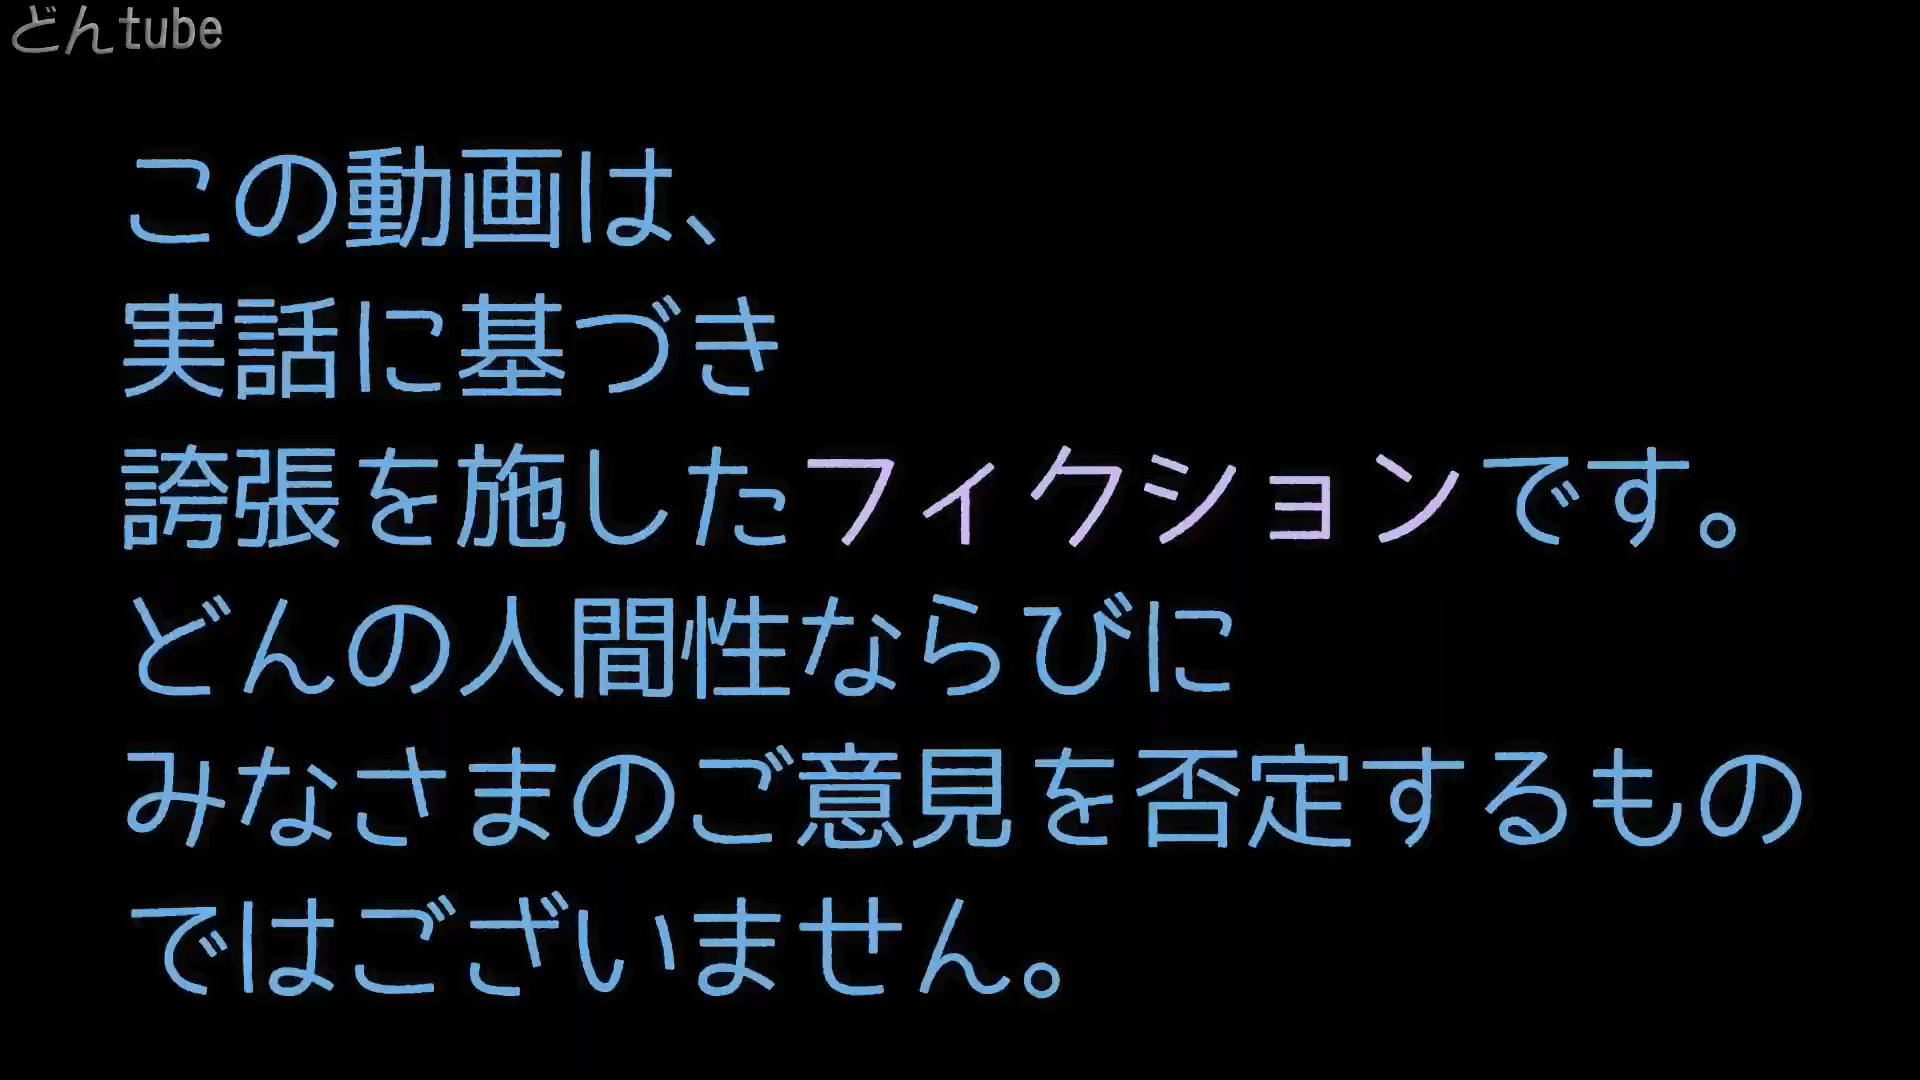 どんtube
この動画は、
実話に基づき
誇張を施したフィクションです。
どんの人間性ならびに
みなさまのご意見を否定するもの
ではございません。